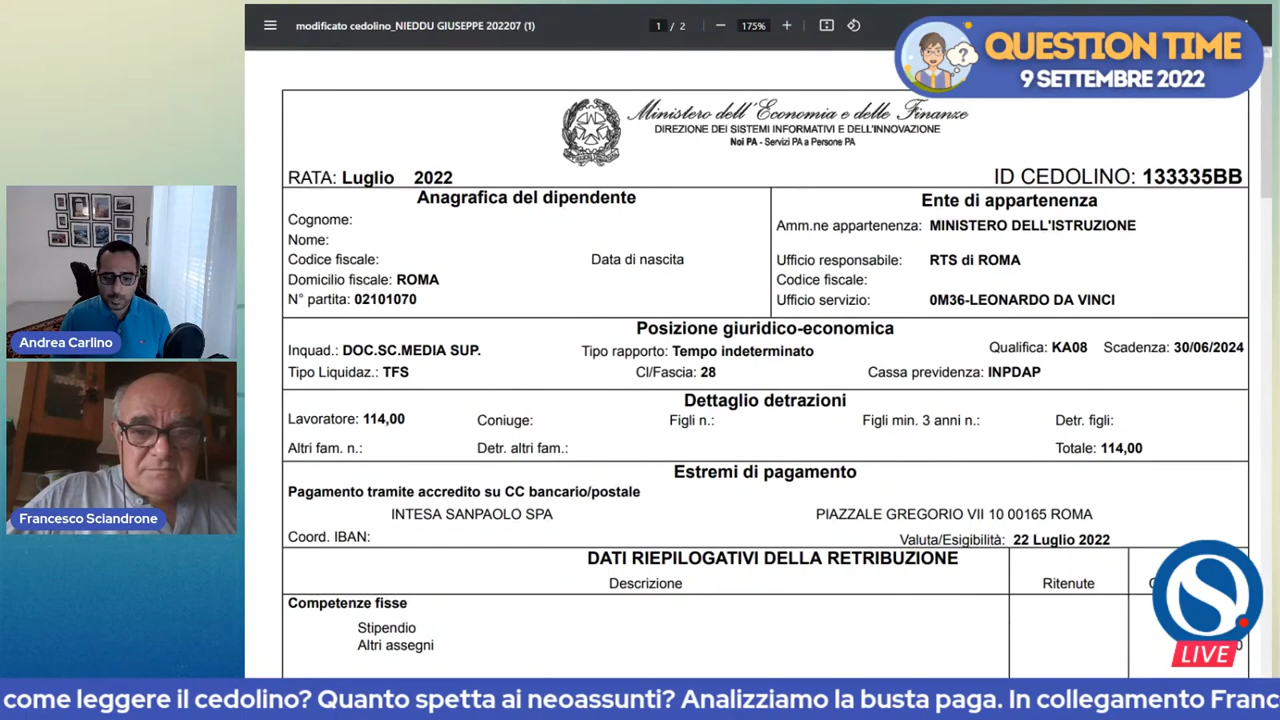 modificato cedolino_NIEDDU GIUSEPPE 202207 (1)
1 / 2
175%
QUESTION TIME
9 SETTEMBRE 2022
Ministero dell'Economia e delle Finanze
DIREZIONE DEI SISTEMI INFORMATIVI E DELL'INNOVAZIONE
Noi PA - Servizi PA a Persone PA
RATA: Luglio 2022
ID CEDOLINO: 133335BB
Anagrafica del dipendente
Cognome:
Nome:
Codice fiscale:
Data di nascita
Domicilio fiscale: ROMA
N° partita: 02101070
Ente di appartenenza
Amm.ne appartenenza: MINISTERO DELL'ISTRUZIONE
Ufficio responsabile: RTS di ROMA
Codice fiscale:
Ufficio servizio: 0M36-LEONARDO DA VINCI
Posizione giuridico-economica
Inquad.: DOC.SC.MEDIA SUP.
Tipo rapporto: Tempo indeterminato
Qualifica: KA08
Scadenza: 30/06/2024
Tipo Liquidaz.: TFS
Cl/Fascia: 28
Cassa previdenza: INPDAP
Dettaglio detrazioni
Lavoratore: 114,00
Coniuge:
Figli n.:
Figli min. 3 anni n.:
Detr. figli:
Altri fam. n.:
Detr. altri fam.:
Totale: 114,00
Estremi di pagamento
Pagamento tramite accredito su CC bancario/postale
INTESA SANPAOLO SPA
PIAZZALE GREGORIO VII 10 00165 ROMA
Coord. IBAN:
Valuta/Esigibilità: 22 Luglio 2022
DATI RIEPILOGATIVI DELLA RETRIBUZIONE
Descrizione
Ritenute
Competenze fisse
Stipendio
Altri assegni
Andrea Carlino
Francesco Sciandrone
LIVE
come leggere il cedolino? Quanto spetta ai neoassunti? Analizziamo la busta paga. In collegamento Franc